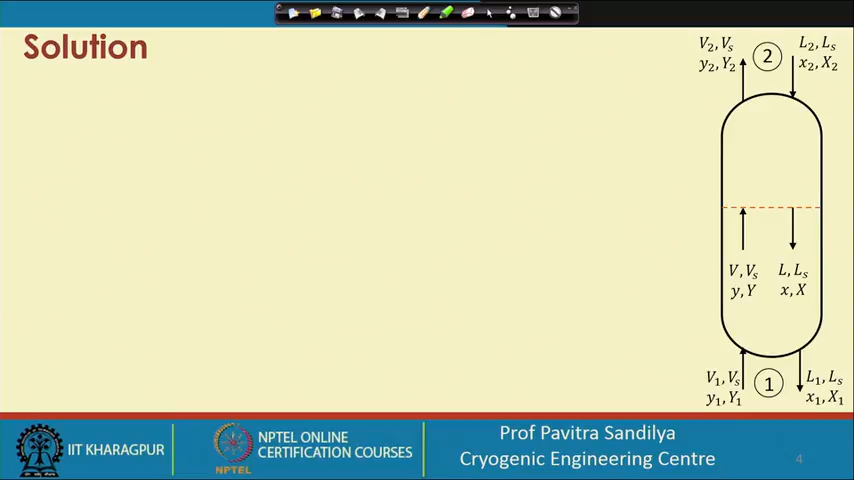 Solution
V₂, Vₛ
y₂, Y₂
2
L₂, Lₛ
x₂, X₂
V, Vₛ
y, Y
L, Lₛ
x, X
V₁, Vₛ
y₁, Y₁
1
L₁, Lₛ
x₁, X₁
IIT KHARAGPUR
NPTEL
NPTEL ONLINE
CERTIFICATION COURSES
Prof Pavitra Sandilya
Cryogenic Engineering Centre
4